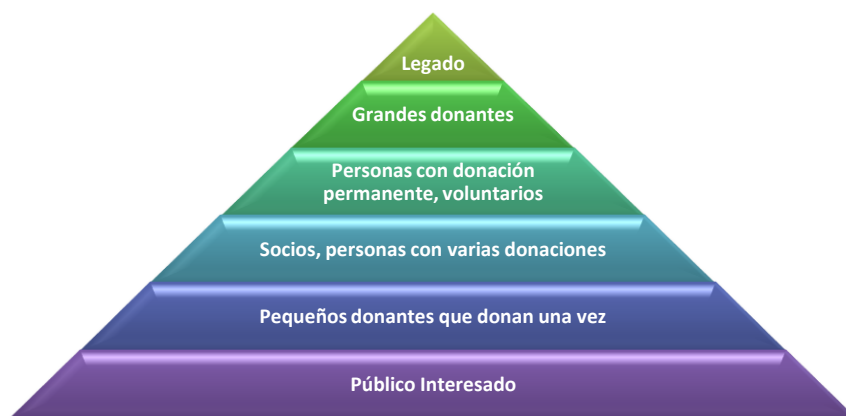 Legado
Grandes donantes
Personas con donación
permanente, voluntarios
Socios, personas con varias donaciones
Pequeños donantes que donan una vez
Público Interesado